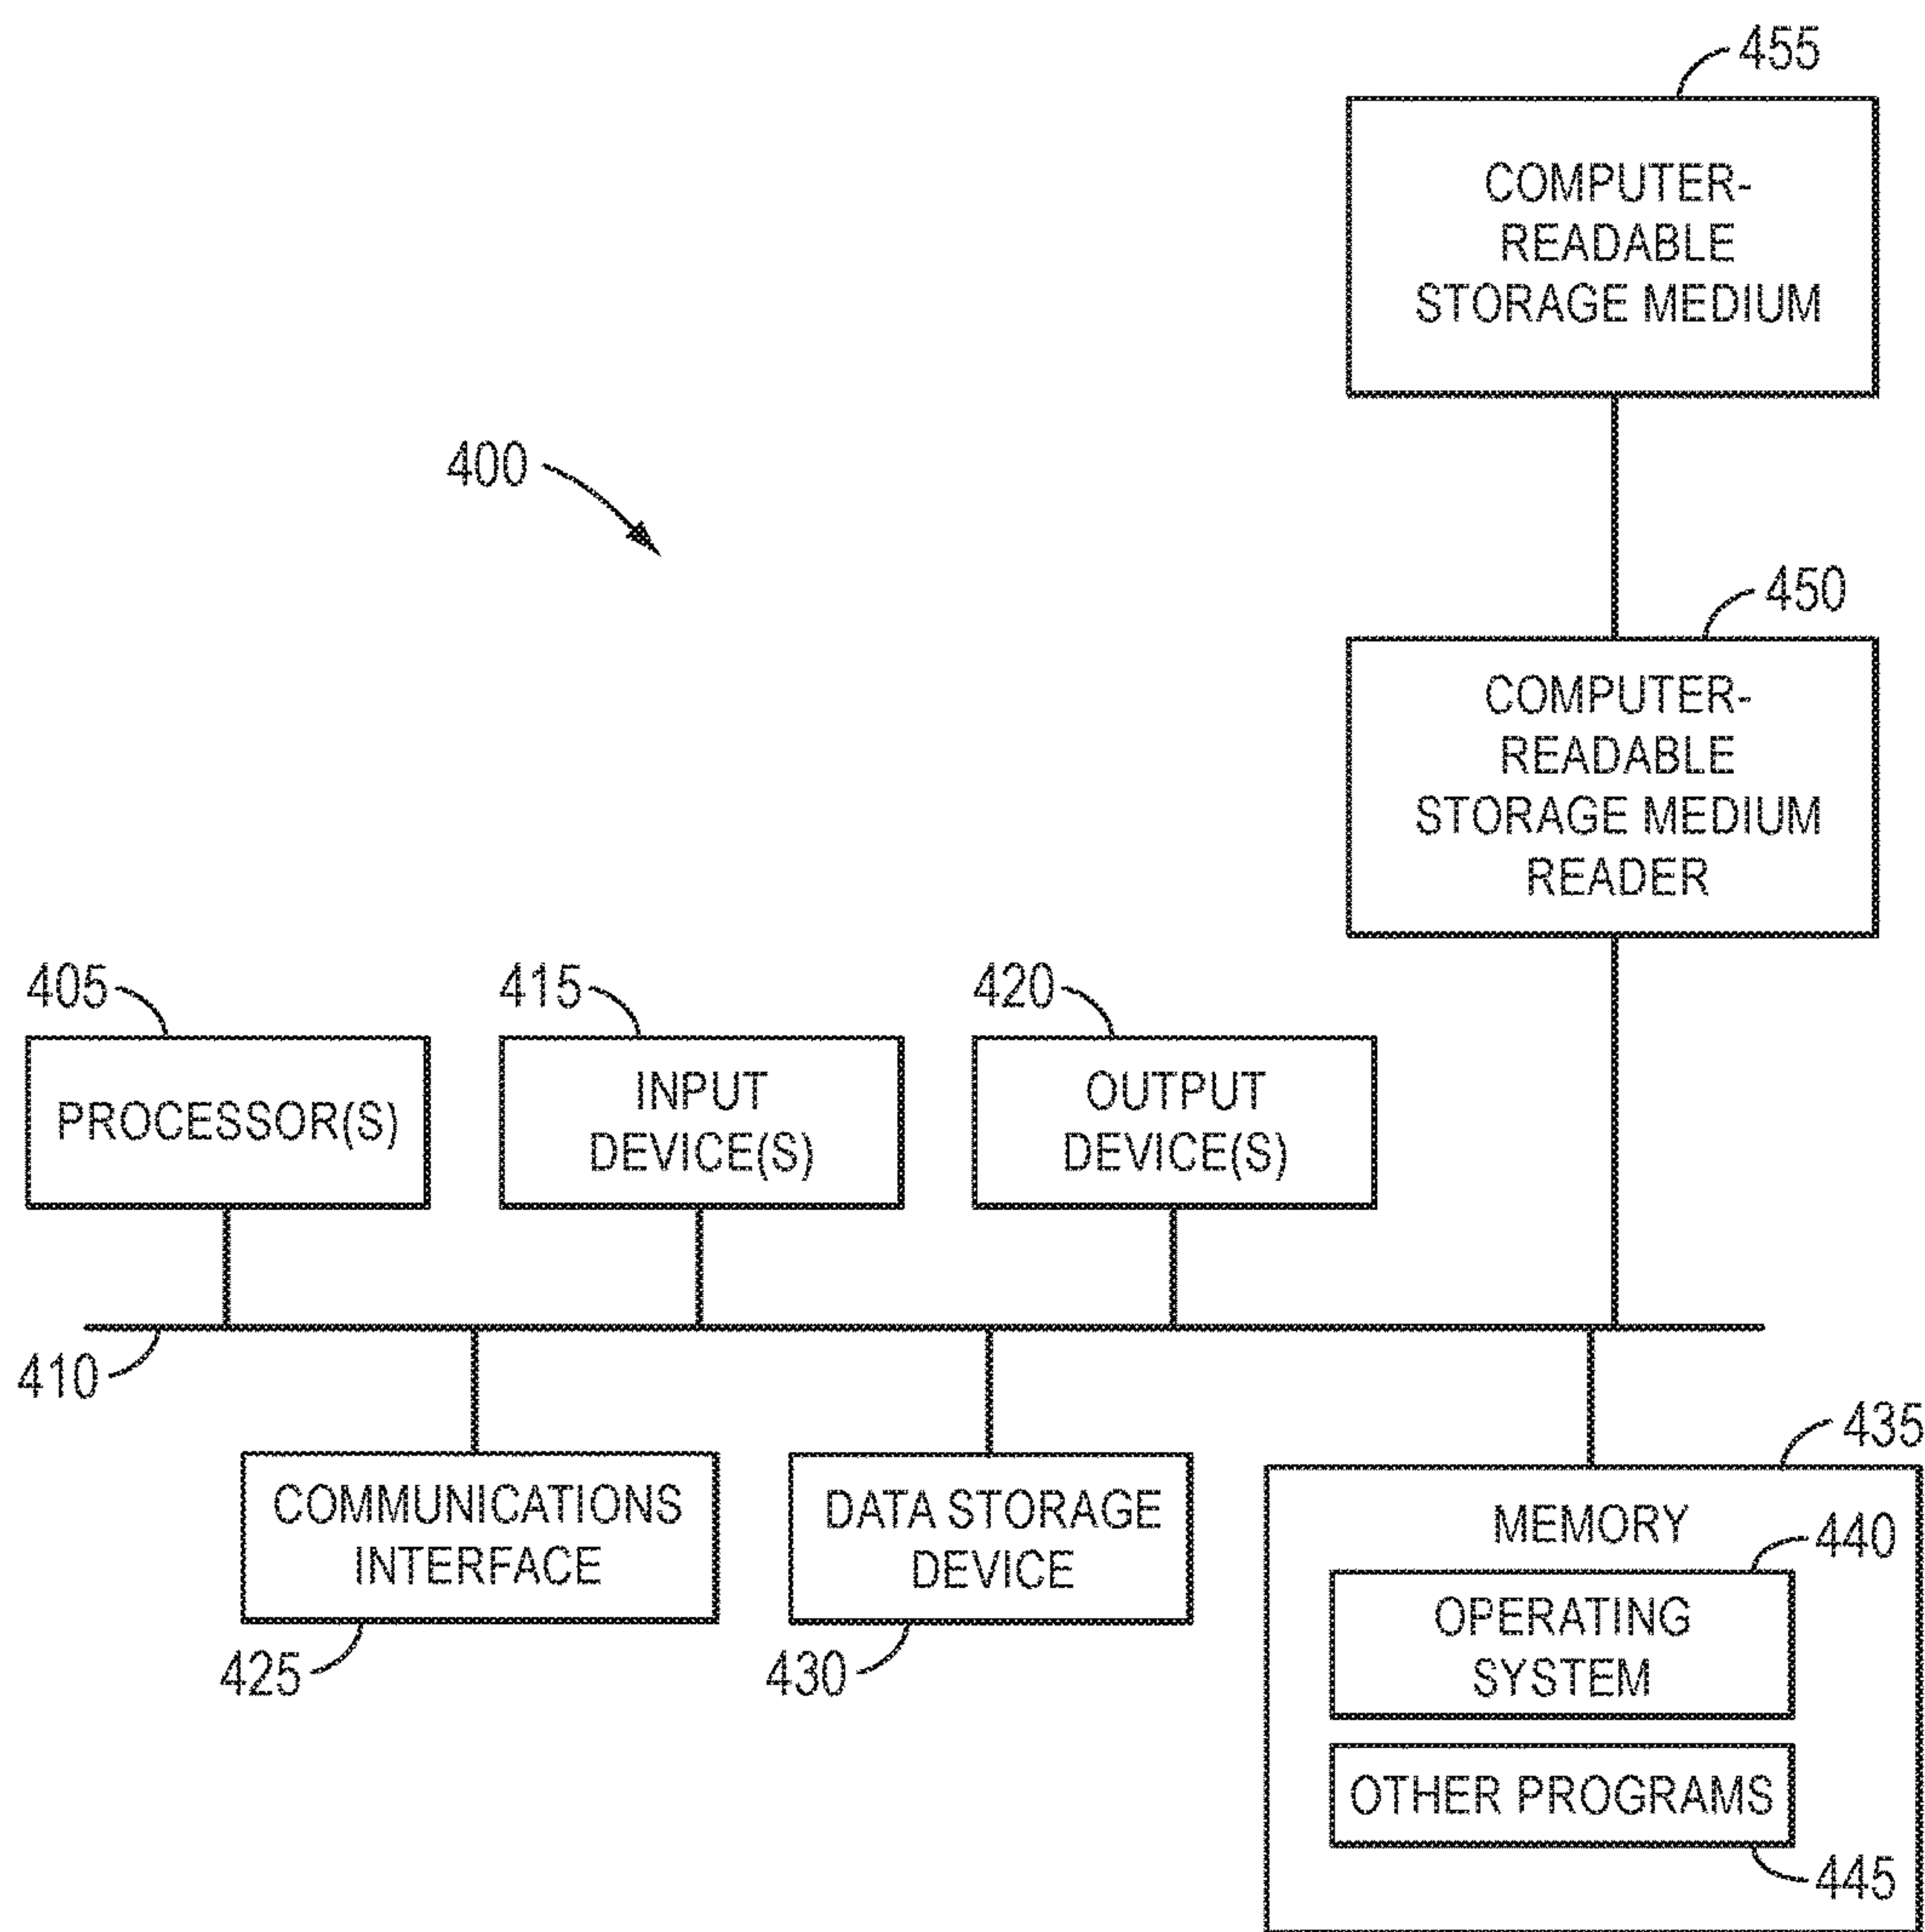 455
COMPUTER-
READABLE
STORAGE MEDIUM
400
450
COMPUTER-
READABLE
STORAGE MEDIUM
READER
405
PROCESSOR(S)
415
INPUT
DEVICE(S)
420
OUTPUT
DEVICE(S)
410
COMMUNICATIONS
INTERFACE
425
DATA STORAGE
DEVICE
430
435
MEMORY
440
OPERATING
SYSTEM
OTHER PROGRAMS
445